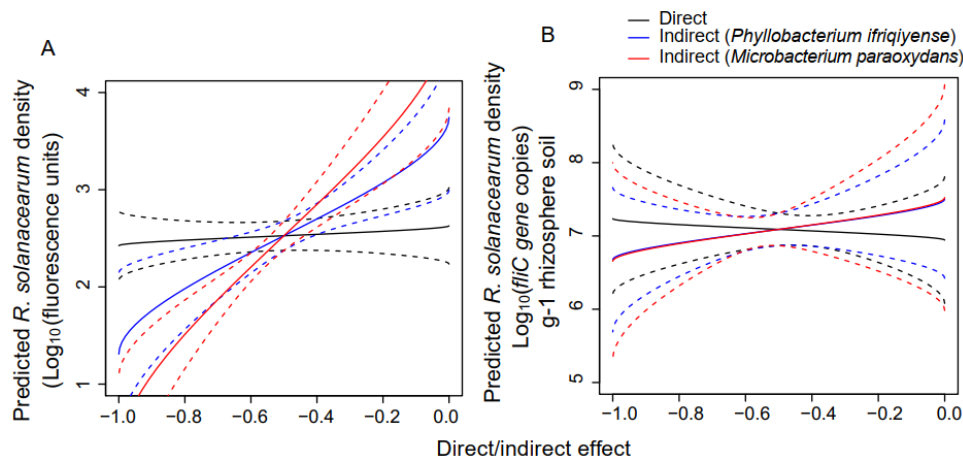 Direct
Indirect (Phyllobacterium ifriqiyense)
Indirect (Microbacterium paraoxydans)
A
Predicted R. solanacearum density
(Log10(fluorescence units)
4
3
2
1
−1.0 −0.8 −0.6 −0.4 −0.2 0.0
B
Predicted R. solanacearum density
Log10(fliC gene copies)
g-1 rhizosphere soil
9
8
7
6
5
−1.0 −0.8 −0.6 −0.4 −0.2 0.0
Direct/indirect effect